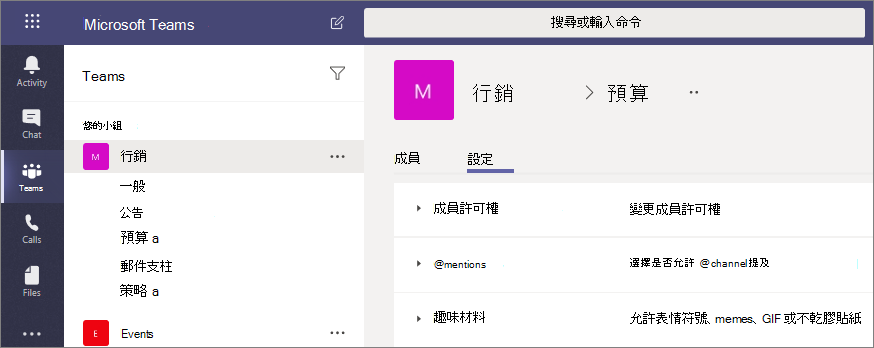 Microsoft Teams
搜尋或輸入命令
Activity
Chat
Teams
Calls
Files
Teams
您的小組
M 行銷
一般
公告
預算 a
郵件支柱
策略 a
E Events
M 行銷 > 預算 ..
成員 設定
成員許可權 變更成員許可權
@mentions 選擇是否允許 @channel提及
趣味材料 允許表情符號、memes、GIF 或不乾膠貼紙